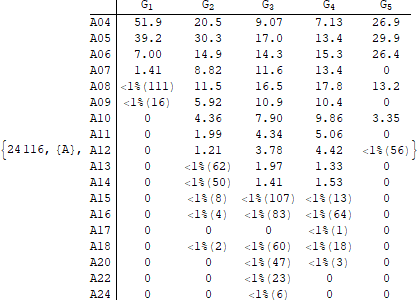 G1 G2 G3 G4 G5
A04 51.9 20.5 9.07 7.13 26.9
A05 39.2 30.3 17.0 13.4 29.9
A06 7.00 14.9 14.3 15.3 26.4
A07 1.41 8.82 11.6 13.4 0
A08 <1%(111) 11.5 16.5 17.8 13.2
A09 <1%(16) 5.92 10.9 10.4 0
A10 0 4.36 7.90 9.86 3.35
A11 0 1.99 4.34 5.06 0
{24116, {A}, A12 0 1.21 3.78 4.42 <1%(56) }
A13 0 <1%(62) 1.97 1.33 0
A14 0 <1%(50) 1.41 1.53 0
A15 0 <1%(8) <1%(107) <1%(13) 0
A16 0 <1%(4) <1%(83) <1%(64) 0
A17 0 0 0 <1%(1) 0
A18 0 <1%(2) <1%(60) <1%(18) 0
A20 0 0 <1%(47) <1%(3) 0
A22 0 0 <1%(23) 0 0
A24 0 0 <1%(6) 0 0